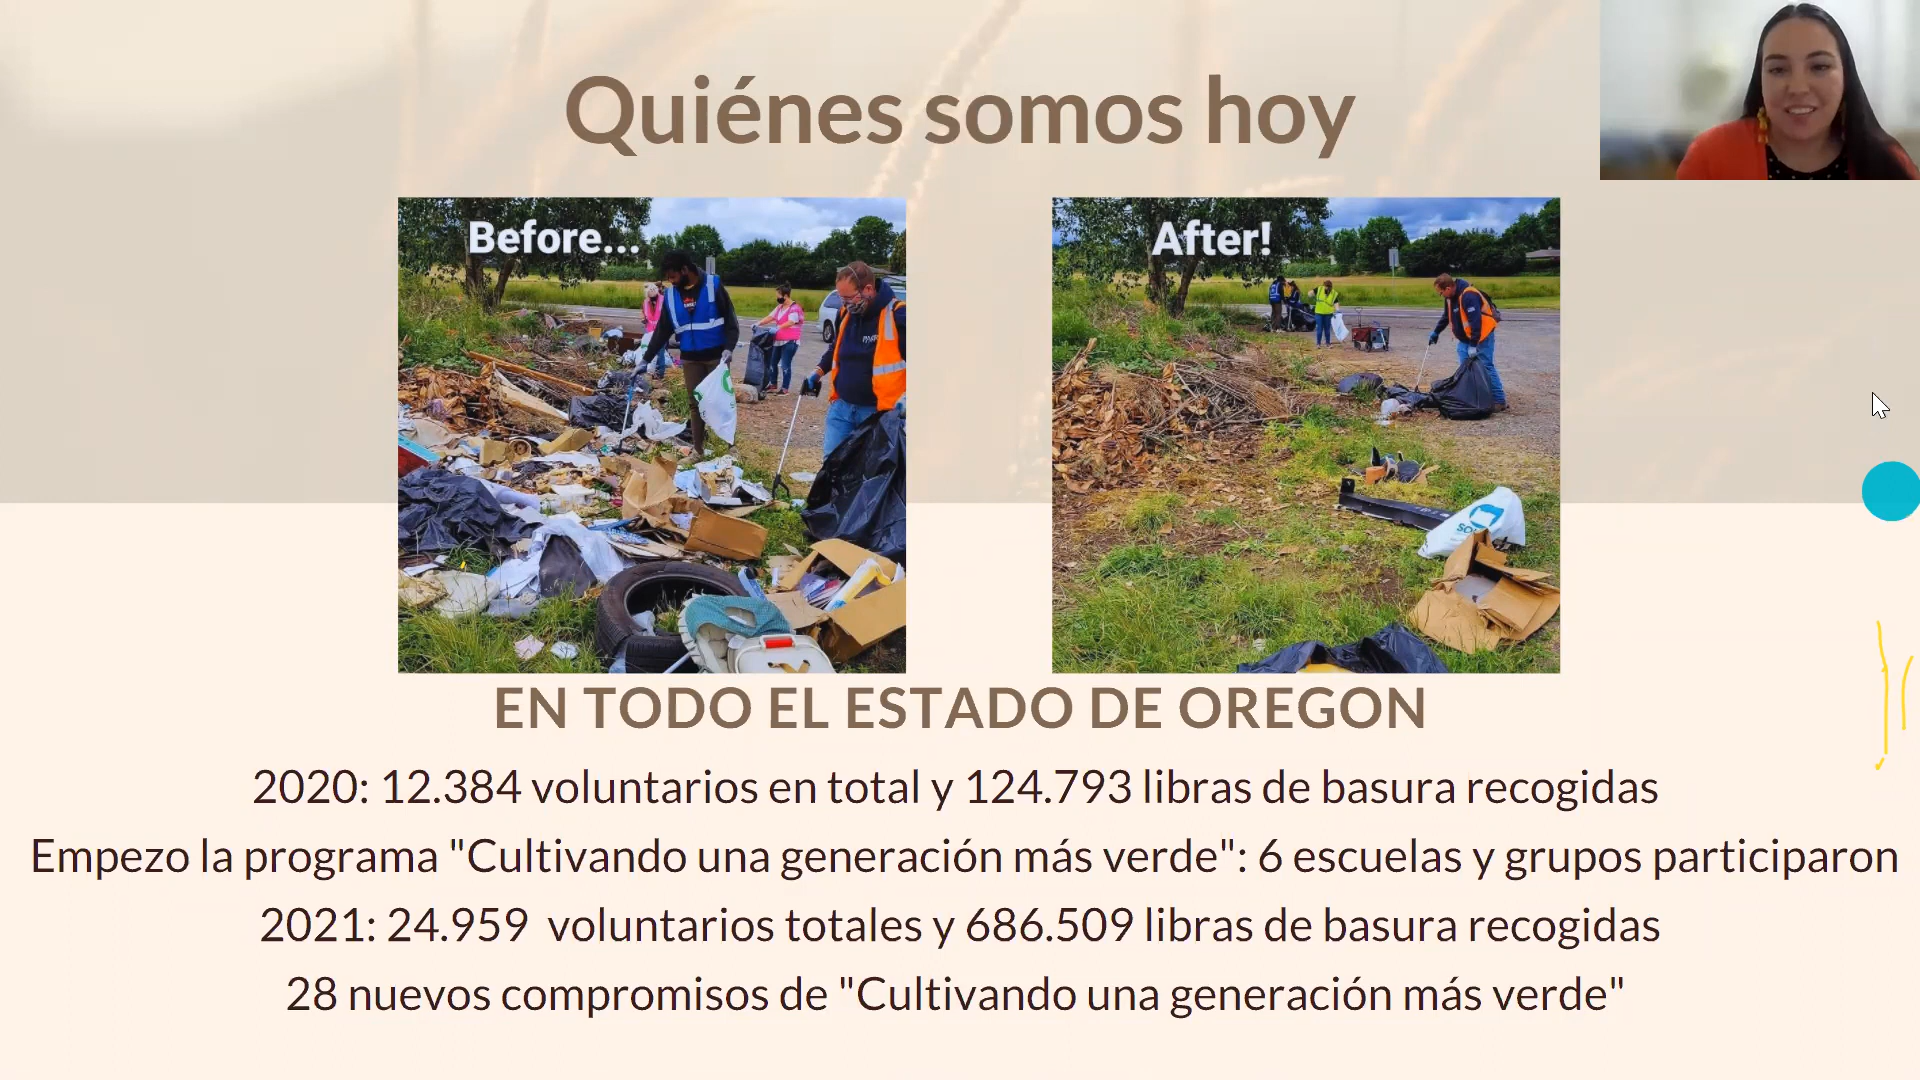 Quiénes somos hoy
Before...
After!
EN TODO EL ESTADO DE OREGON
2020: 12.384 voluntarios en total y 124.793 libras de basura recogidas
Empezo la programa "Cultivando una generación más verde": 6 escuelas y grupos participaron
2021: 24.959 voluntarios totales y 686.509 libras de basura recogidas
28 nuevos compromisos de "Cultivando una generación más verde"